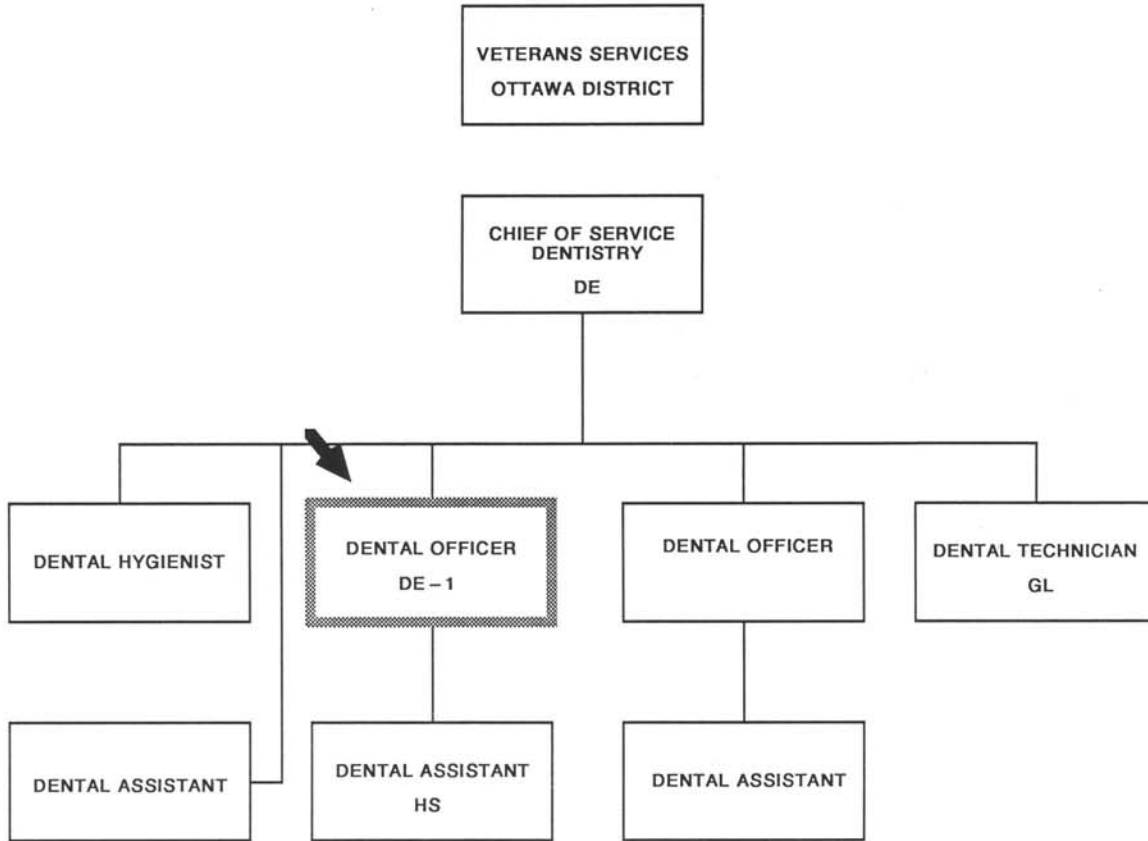 VETERANS SERVICES
OTTAWA DISTRICT
CHIEF OF SERVICE
DENTISTRY
DE
DENTAL HYGIENIST
DENTAL OFFICER
DE – 1
DENTAL OFFICER
DENTAL TECHNICIAN
GL
DENTAL ASSISTANT
DENTAL ASSISTANT
HS
DENTAL ASSISTANT